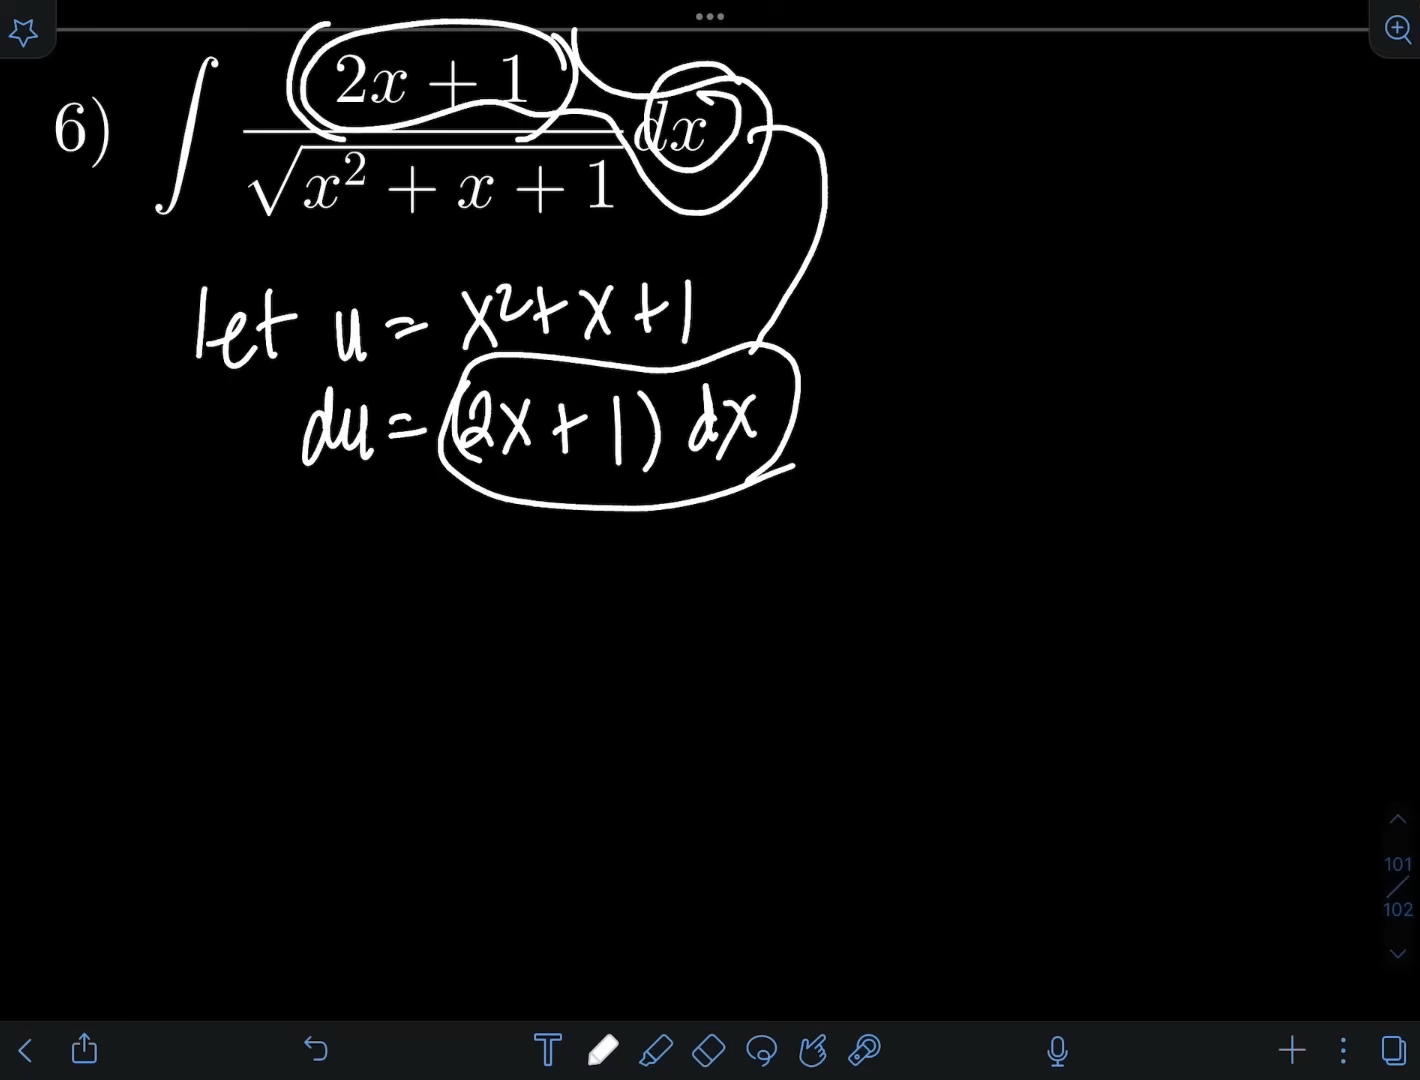 6) ∫ (2x + 1)/√(x² + x + 1) dx
let u = x² + x + 1
du = (2x + 1) dx
101
102
T